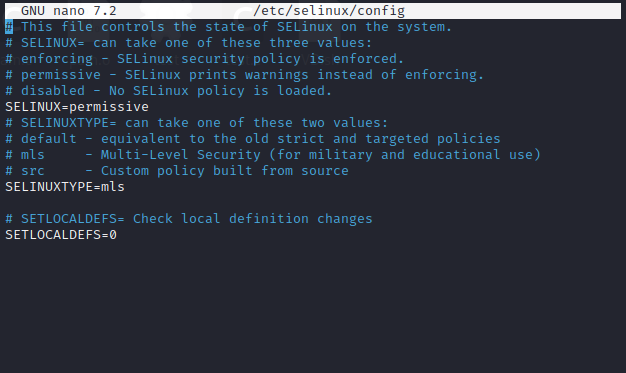 GNU nano 7.2 /etc/selinux/config
# This file controls the state of SELinux on the system.
# SELINUX= can take one of these three values:
# enforcing - SELinux security policy is enforced.
# permissive - SELinux prints warnings instead of enforcing.
# disabled - No SELinux policy is loaded.
SELINUX=permissive
# SELINUXTYPE= can take one of these two values:
# default - equivalent to the old strict and targeted policies
# mls     - Multi-Level Security (for military and educational use)
# src     - Custom policy built from source
SELINUXTYPE=mls

# SETLOCALDEFS= Check local definition changes
SETLOCALDEFS=0